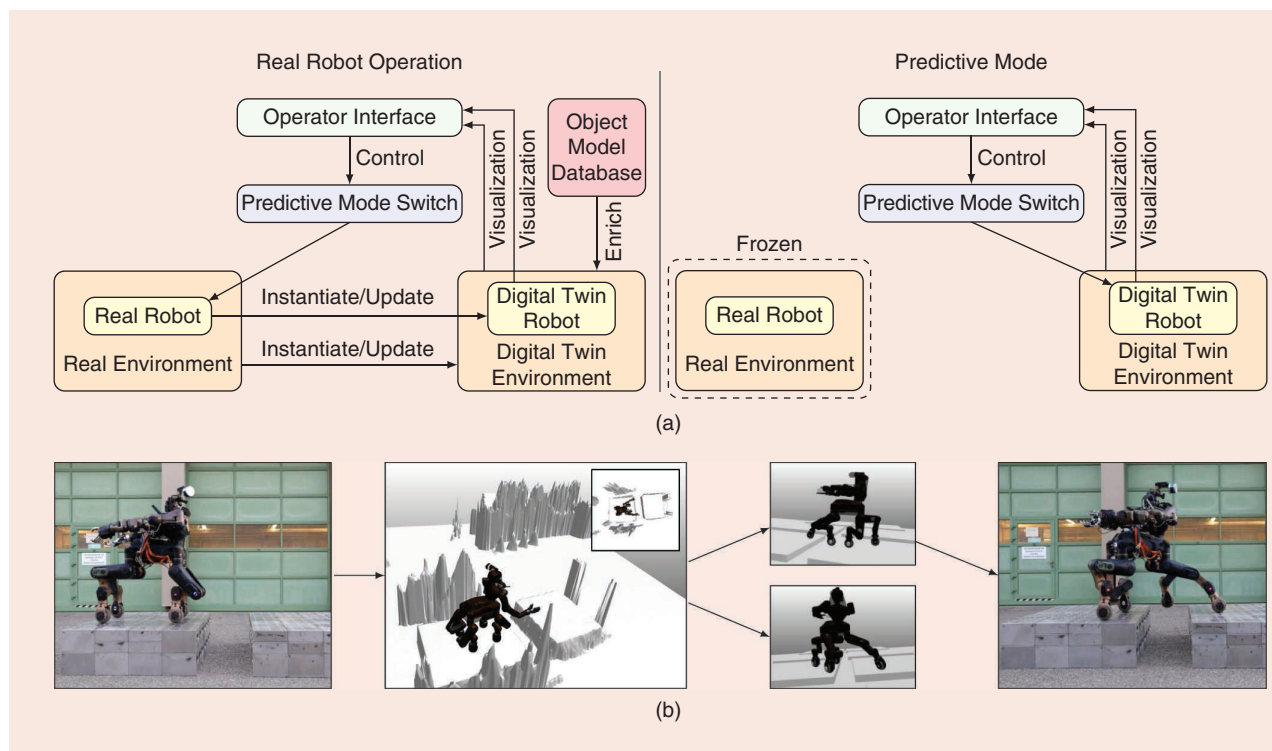 Real Robot Operation
Operator Interface
Control
Predictive Mode Switch
Visualization
Visualization
Object
Model
Database
Enrich
Real Robot
Real Environment
Instantiate/Update
Instantiate/Update
Digital Twin
Robot
Digital Twin
Environment
Predictive Mode
Operator Interface
Control
Predictive Mode Switch
Visualization
Visualization
Frozen
Real Robot
Real Environment
Digital Twin
Robot
Digital Twin
Environment
(a)
(b)